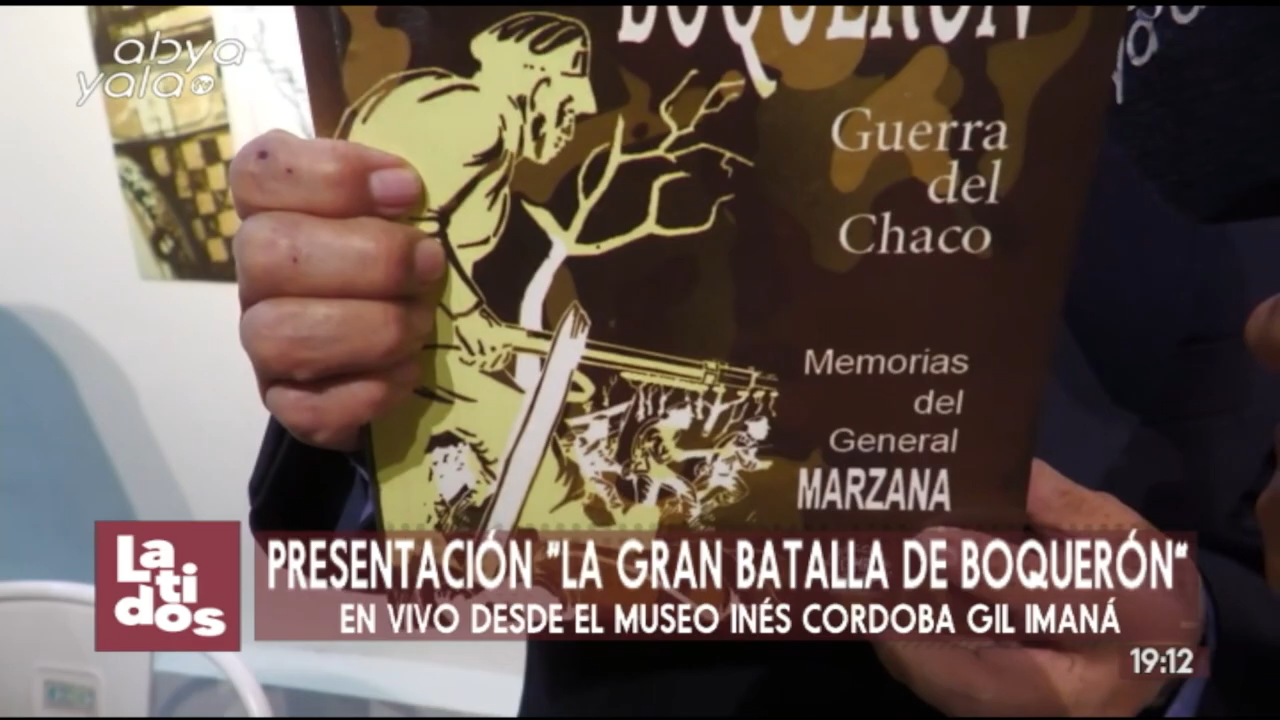 abya
yala
BOQUERÓN
Guerra
del
Chaco
Memorias
del
General
MARZANA
La
ti
dos
PRESENTACIÓN "LA GRAN BATALLA DE BOQUERÓN"
EN VIVO DESDE EL MUSEO INÉS CORDOBA GIL IMANÁ
19:12